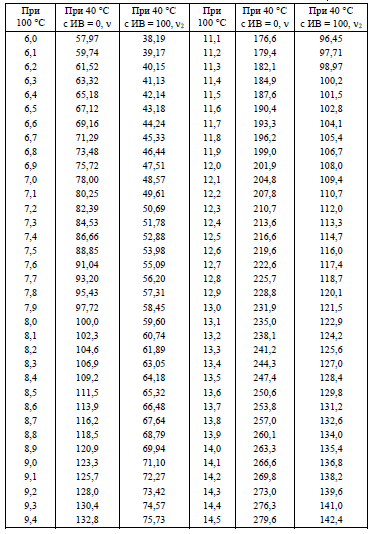 При При 40 °С При 40 °С При При 40 °С При 40 °С
100 °С с ИВ = 0, ν с ИВ = 100, ν₂ 100 °С с ИВ = 0, ν с ИВ = 100, ν₂
6,0 57,97 38,19 11,1 176,6 96,45
6,1 59,74 39,17 11,2 179,4 97,71
6,2 61,52 40,15 11,3 182,1 98,97
6,3 63,32 41,13 11,4 184,9 100,2
6,4 65,18 42,14 11,5 187,6 101,5
6,5 67,12 43,18 11,6 190,4 102,8
6,6 69,16 44,24 11,7 193,3 104,1
6,7 71,29 45,33 11,8 196,2 105,4
6,8 73,48 46,44 11,9 199,0 106,7
6,9 75,72 47,51 12,0 201,9 108,0
7,0 78,00 48,57 12,1 204,8 109,4
7,1 80,25 49,61 12,2 207,8 110,7
7,2 82,39 50,69 12,3 210,7 112,0
7,3 84,53 51,78 12,4 213,6 113,3
7,4 86,66 52,88 12,5 216,6 114,7
7,5 88,85 53,98 12,6 219,6 116,0
7,6 91,04 55,09 12,7 222,6 117,4
7,7 93,20 56,20 12,8 225,7 118,7
7,8 95,43 57,31 12,9 228,8 120,1
7,9 97,72 58,45 13,0 231,9 121,5
8,0 100,0 59,60 13,1 235,0 122,9
8,1 102,3 60,74 13,2 238,1 124,2
8,2 104,6 61,89 13,3 241,2 125,6
8,3 106,9 63,05 13,4 244,3 127,0
8,4 109,2 64,18 13,5 247,4 128,4
8,5 111,5 65,32 13,6 250,6 129,8
8,6 113,9 66,48 13,7 253,8 131,2
8,7 116,2 67,64 13,8 257,0 132,6
8,8 118,5 68,79 13,9 260,1 134,0
8,9 120,9 69,94 14,0 263,3 135,4
9,0 123,3 71,10 14,1 266,6 136,8
9,1 125,7 72,27 14,2 269,8 138,2
9,2 128,0 73,42 14,3 273,0 139,6
9,3 130,4 74,57 14,4 276,3 141,0
9,4 132,8 75,73 14,5 279,6 142,4